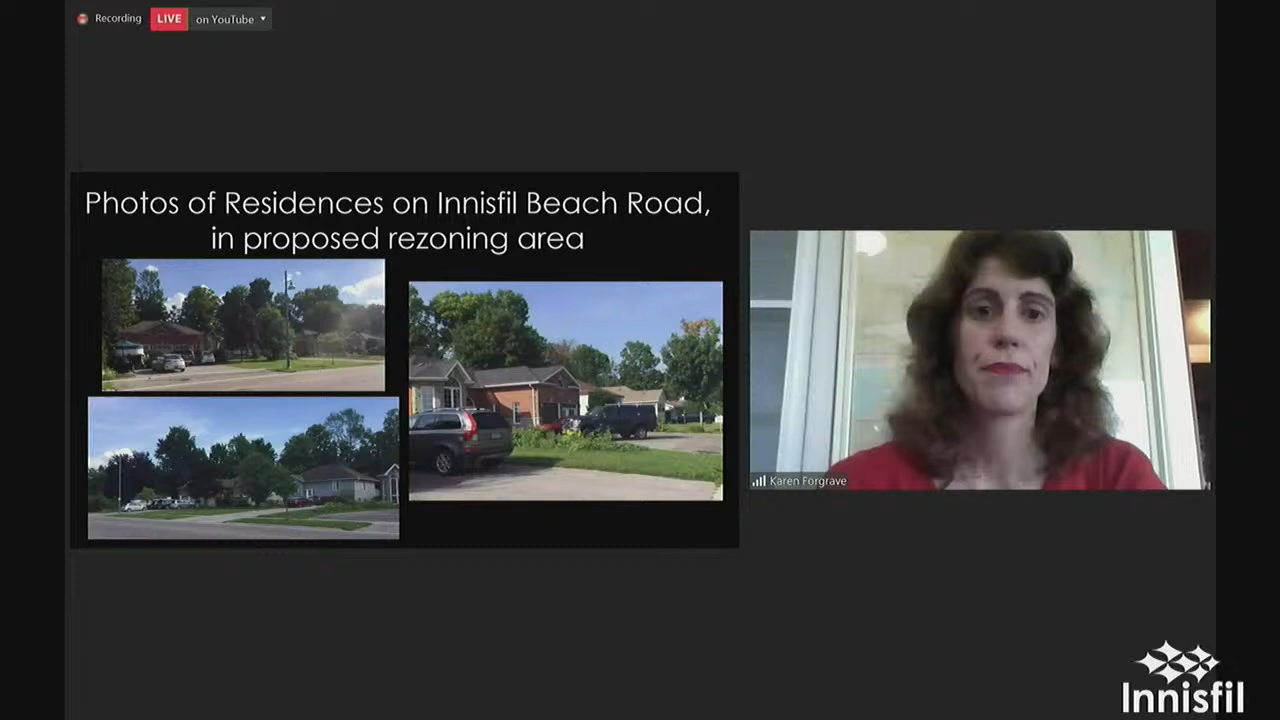 Recording
LIVE
on YouTube
Photos of Residences on Innisfil Beach Road,
in proposed rezoning area
Karen Forgrave
Innisfil